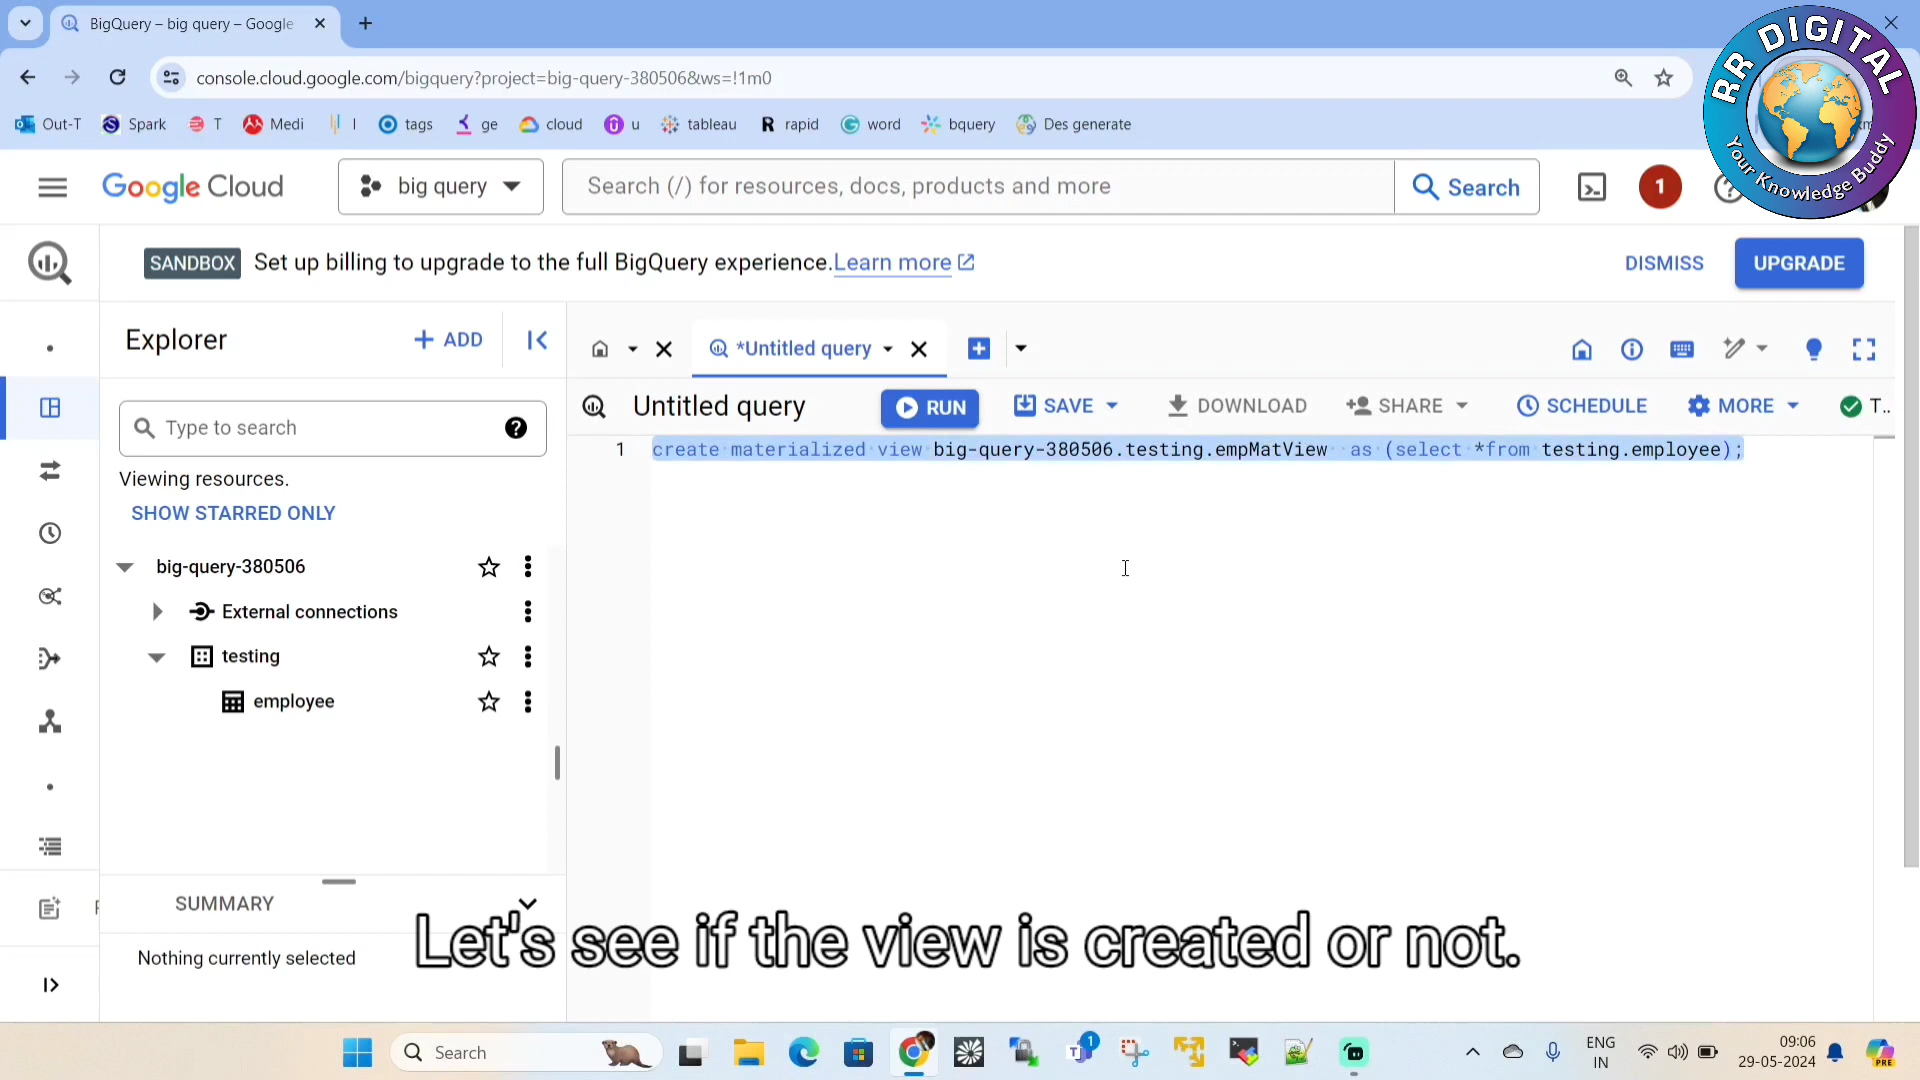 BigQuery – big query – Google
console.cloud.google.com/bigquery?project=big-query-380506&ws=!1m0
Out-T Spark T Medi I tags ge cloud u tableau rapid word bquery Des generate
RR DIGITAL
Your Knowledge Buddy
Google Cloud big query Search (/) for resources, docs, products and more Search 1
SANDBOX Set up billing to upgrade to the full BigQuery experience. Learn more DISMISS UPGRADE
Explorer + ADD *Untitled query
Untitled query RUN SAVE DOWNLOAD SHARE SCHEDULE MORE T..
Type to search
1 create materialized view big-query-380506.testing.empMatView as (select *from testing.employee);
Viewing resources.
SHOW STARRED ONLY
big-query-380506
External connections
testing
employee
SUMMARY
Nothing currently selected
Let's see if the view is created or not.
Search
1
ENG
IN
09:06
29-05-2024
PRE